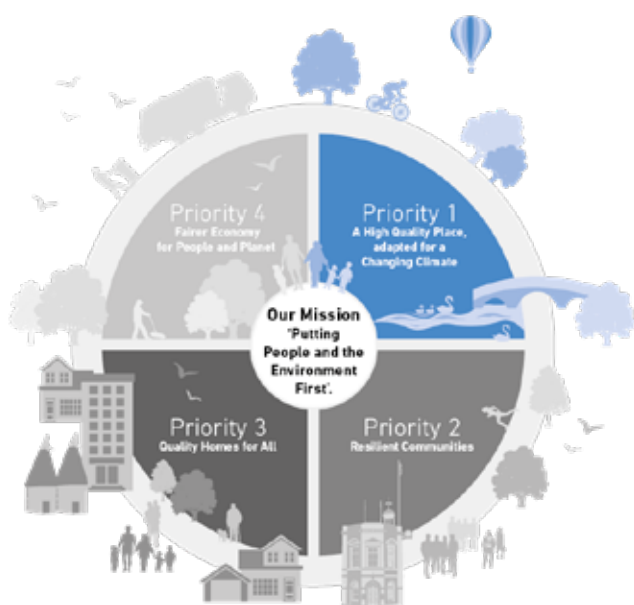 Priority 4
Fairer Economy
for People and Planet
Priority 1
A High Quality Place,
adapted for a
Changing Climate
Our Mission
'Putting
People and the
Environment
First'.
Priority 3
Quality Homes for All
Priority 2
Resilient Communities